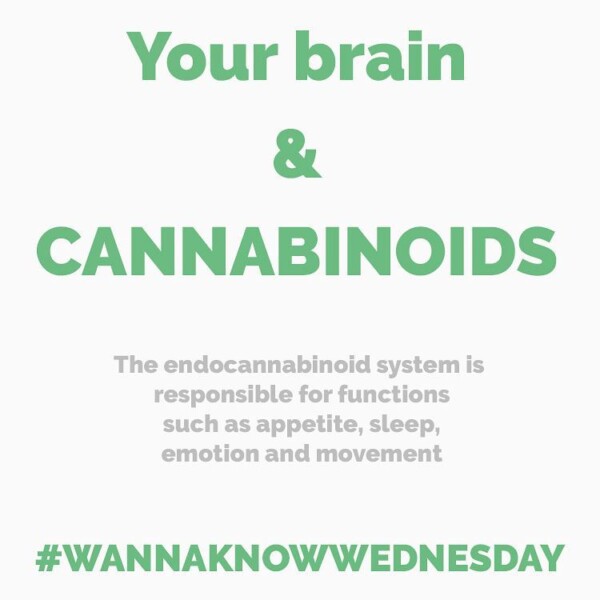 Your brain
&
CANNABINOIDS
The endocannabinoid system is
responsible for functions
such as appetite, sleep,
emotion and movement
#WANNAKNOWWEDNESDAY